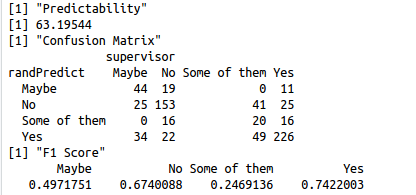 [1] "Predictability"
[1] 63.19544
[1] "Confusion Matrix"
supervisor
randPredict Maybe No Some of them Yes
Maybe 44 19 0 11
No 25 153 41 25
Some of them 0 16 20 16
Yes 34 22 49 226
[1] "F1 Score"
Maybe No Some of them Yes
0.4971751 0.6740088 0.2469136 0.7422003